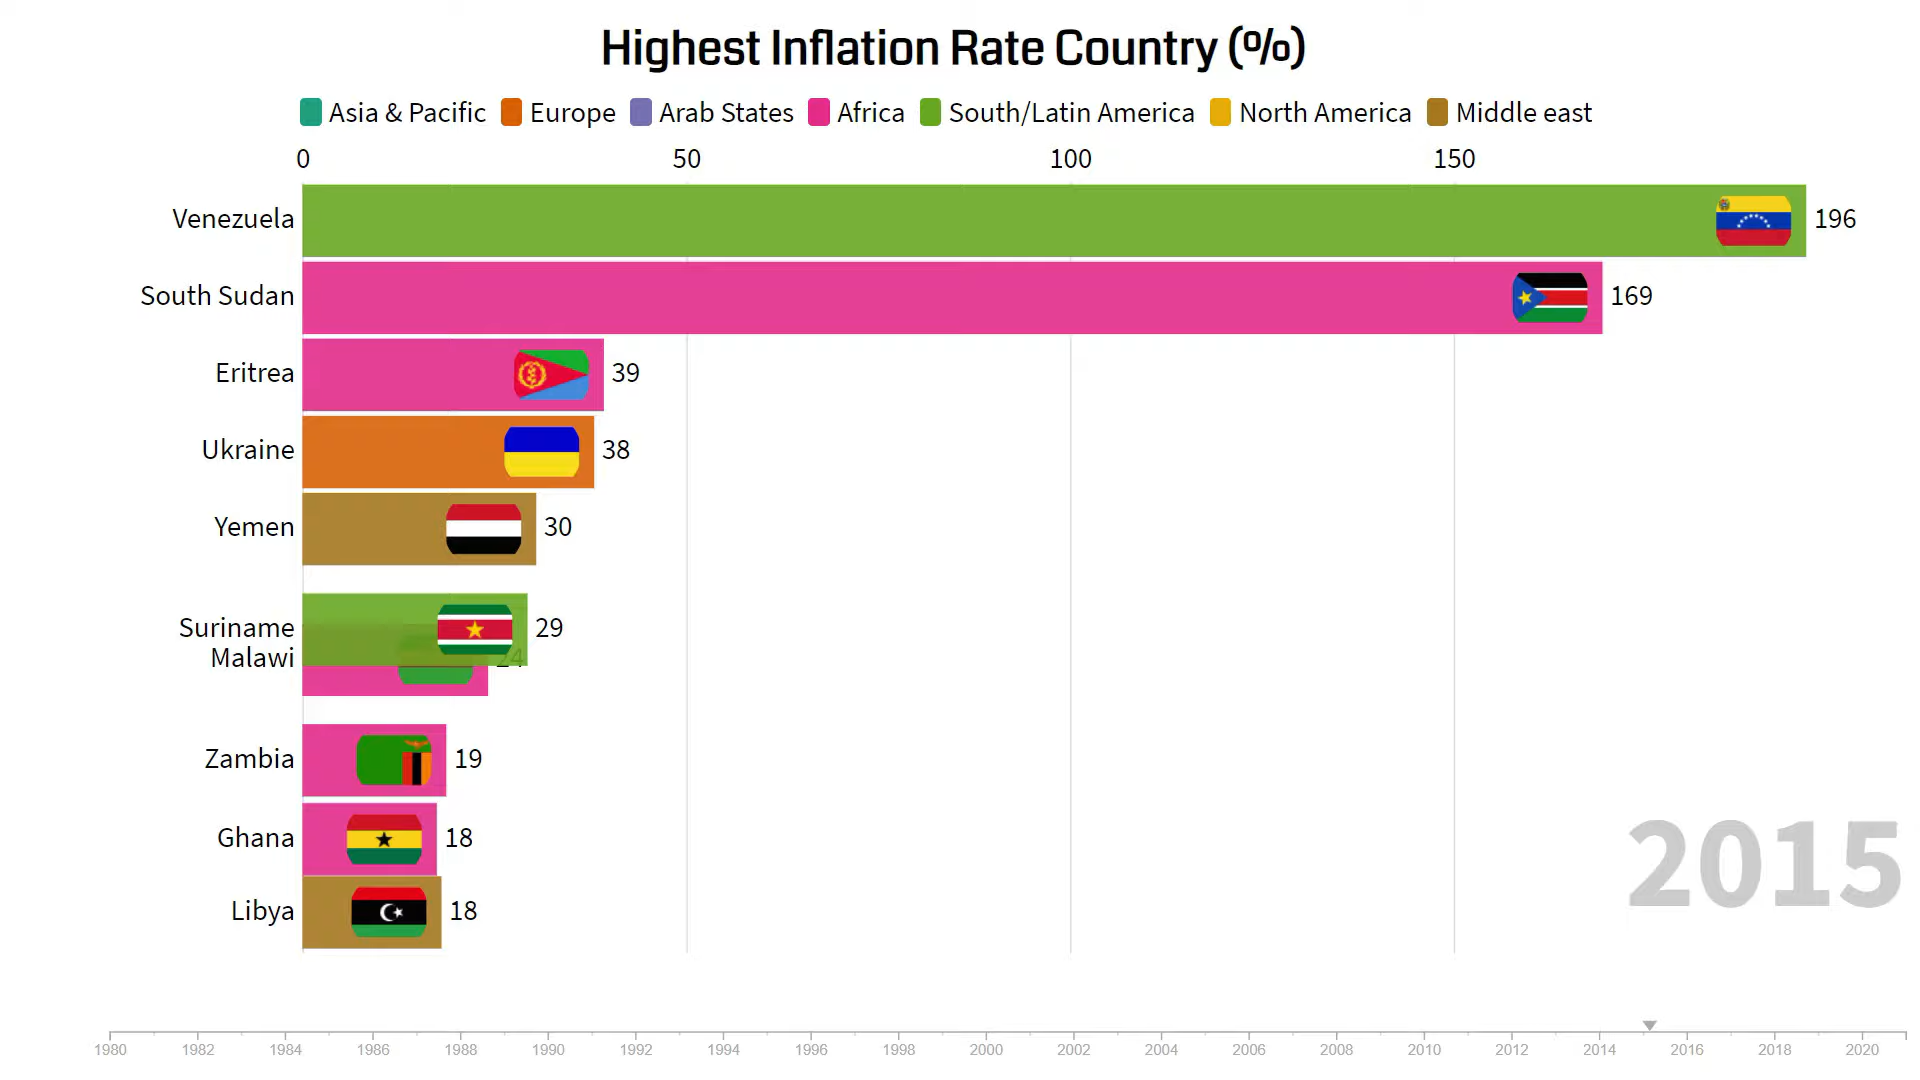 Highest Inflation Rate Country (%)
Asia & Pacific Europe Arab States Africa South/Latin America North America Middle east
0 50 100 150
Venezuela 196
South Sudan 169
Eritrea 39
Ukraine 38
Yemen 30
Suriname 29
Malawi 24
Zambia 19
Ghana 18
Libya 18
2015
1980 1982 1984 1986 1988 1990 1992 1994 1996 1998 2000 2002 2004 2006 2008 2010 2012 2014 2016 2018 2020